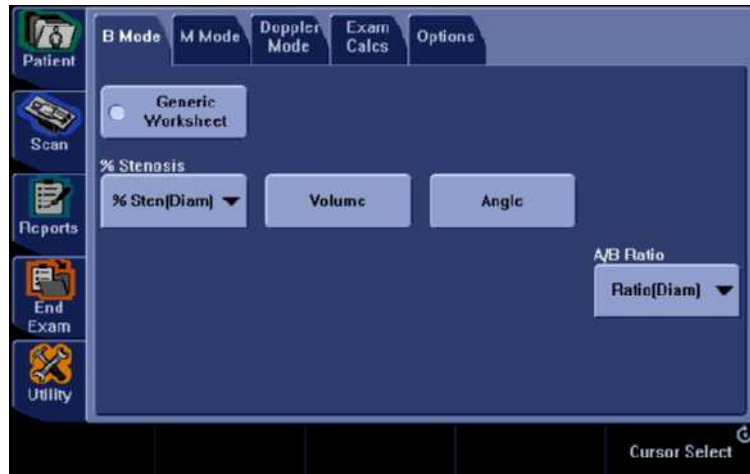 Patient
B Mode
M Mode
Doppler
Mode
Exam
Calcs
Options
Scan
Generic
Worksheet
% Stenosis
% Sten(Diam)
Volume
Angle
Reports
A/B Ratio
Ratio(Diam)
End
Exam
Utility
Cursor Select